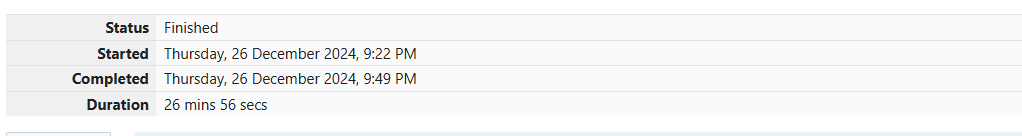 Status Finished
Started Thursday, 26 December 2024, 9:22 PM
Completed Thursday, 26 December 2024, 9:49 PM
Duration 26 mins 56 secs